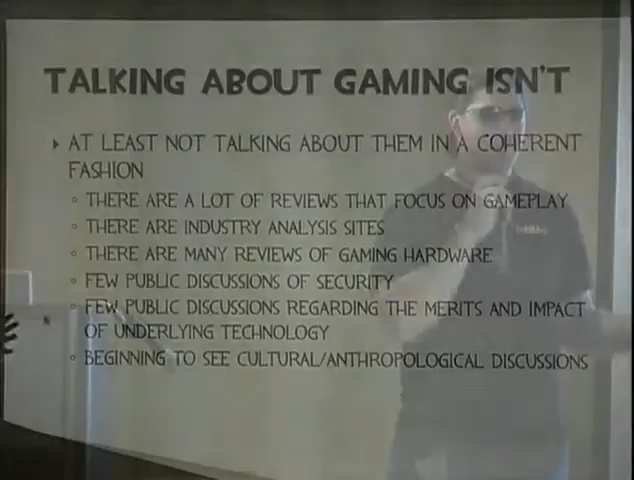 TALKING ABOUT GAMING ISN'T
AT LEAST NOT TALKING ABOUT THEM IN A COHERENT
FASHION
THERE ARE A LOT OF REVIEWS THAT FOCUS ON GAMEPLAY
THERE ARE INDUSTRY ANALYSIS SITES
THERE ARE MANY REVIEWS OF GAMING HARDWARE
FEW PUBLIC DISCUSSIONS OF SECURITY
FEW PUBLIC DISCUSSIONS REGARDING THE MERITS AND IMPACT
OF UNDERLYING TECHNOLOGY
BEGINNING TO SEE CULTURAL/ANTHROPOLOGICAL DISCUSSIONS